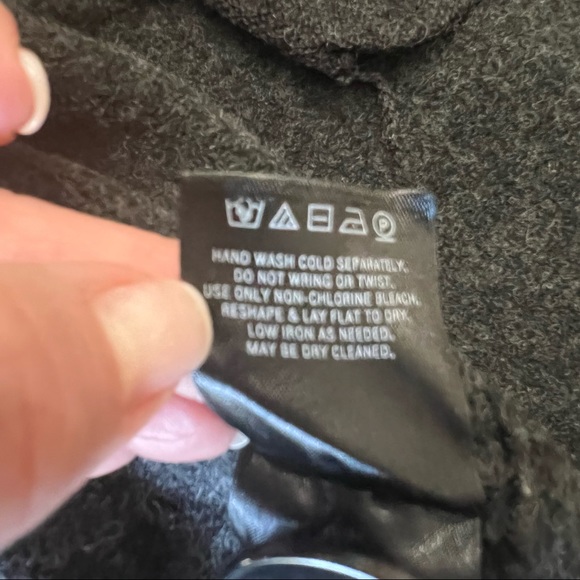 P
HAND WASH COLD SEPARATELY.
DO NOT WRING OR TWIST.
USE ONLY NON-CHLORINE BLEACH.
RESHAPE & LAY FLAT TO DRY.
LOW IRON AS NEEDED.
MAY BE DRY CLEANED.